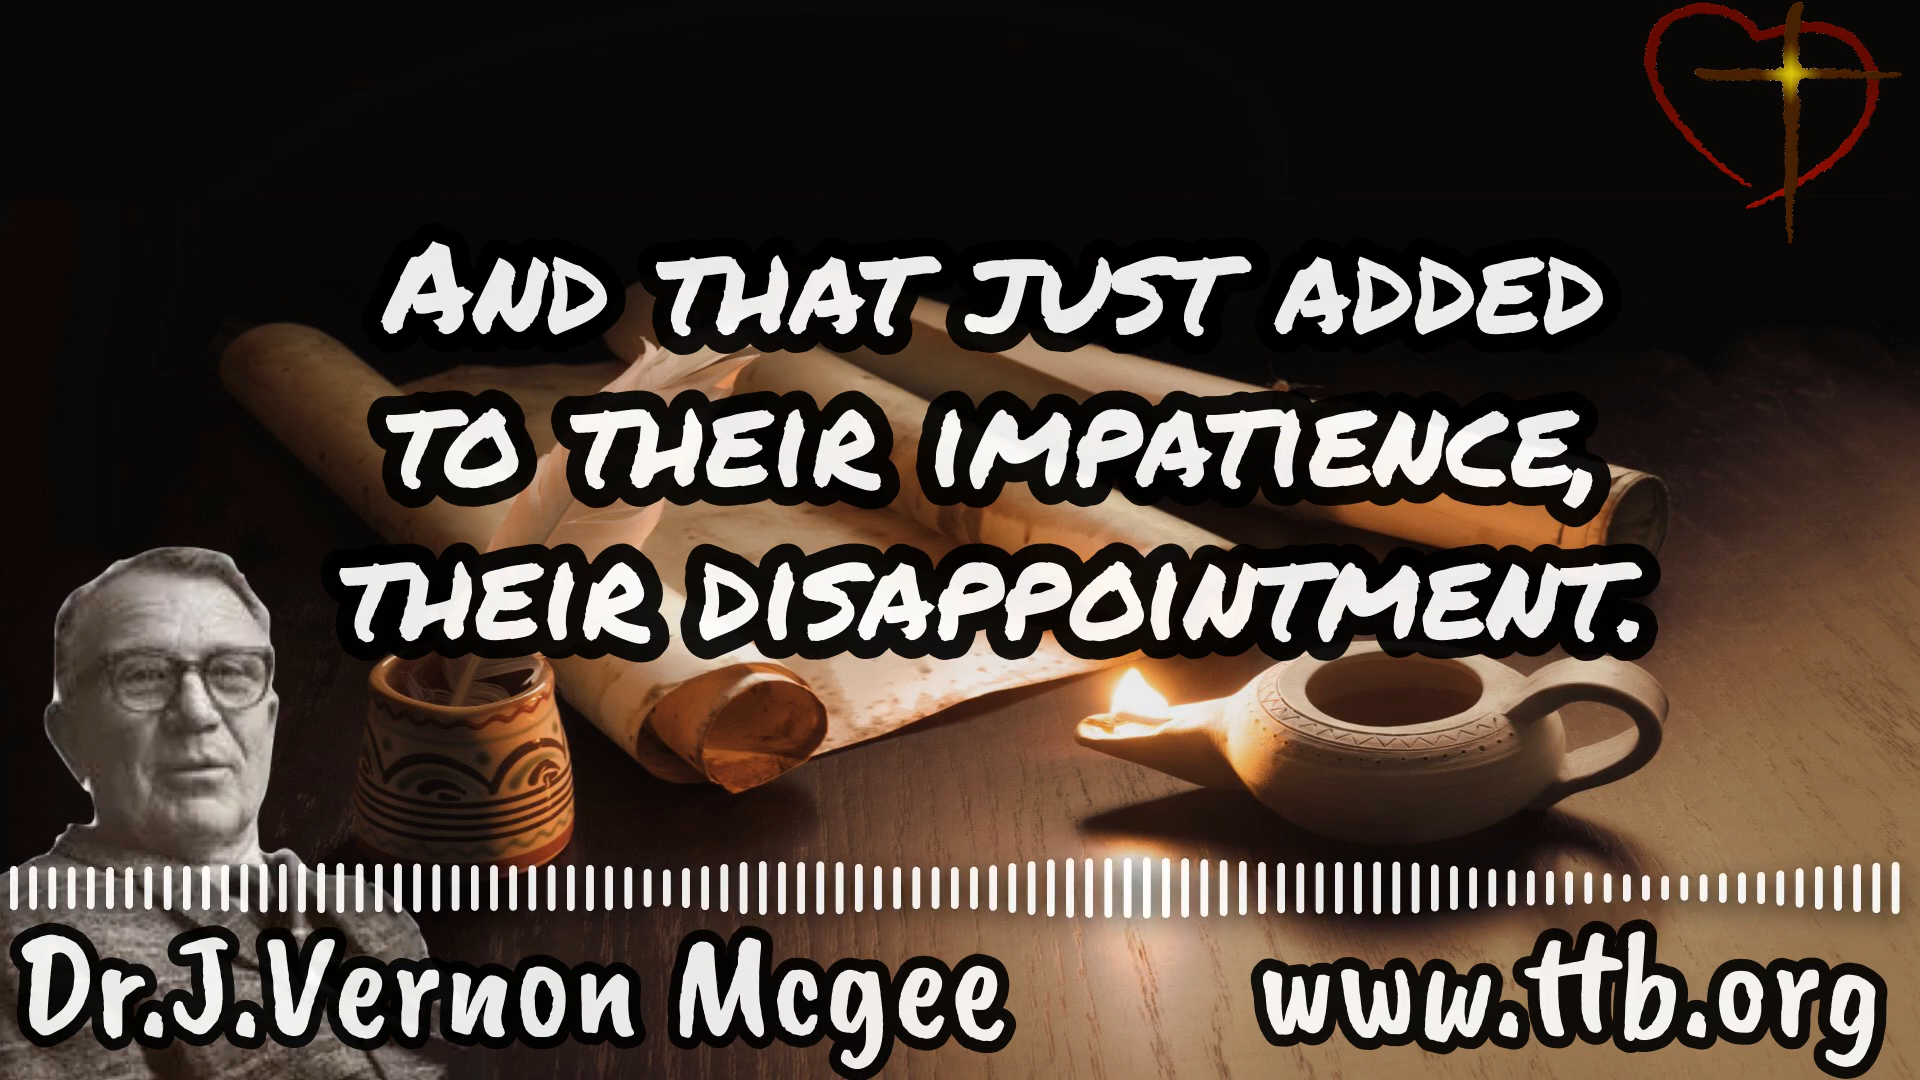 And that just added
to their impatience,
their disappointment.
Dr.J.Vernon Mcgee
www.ttb.org